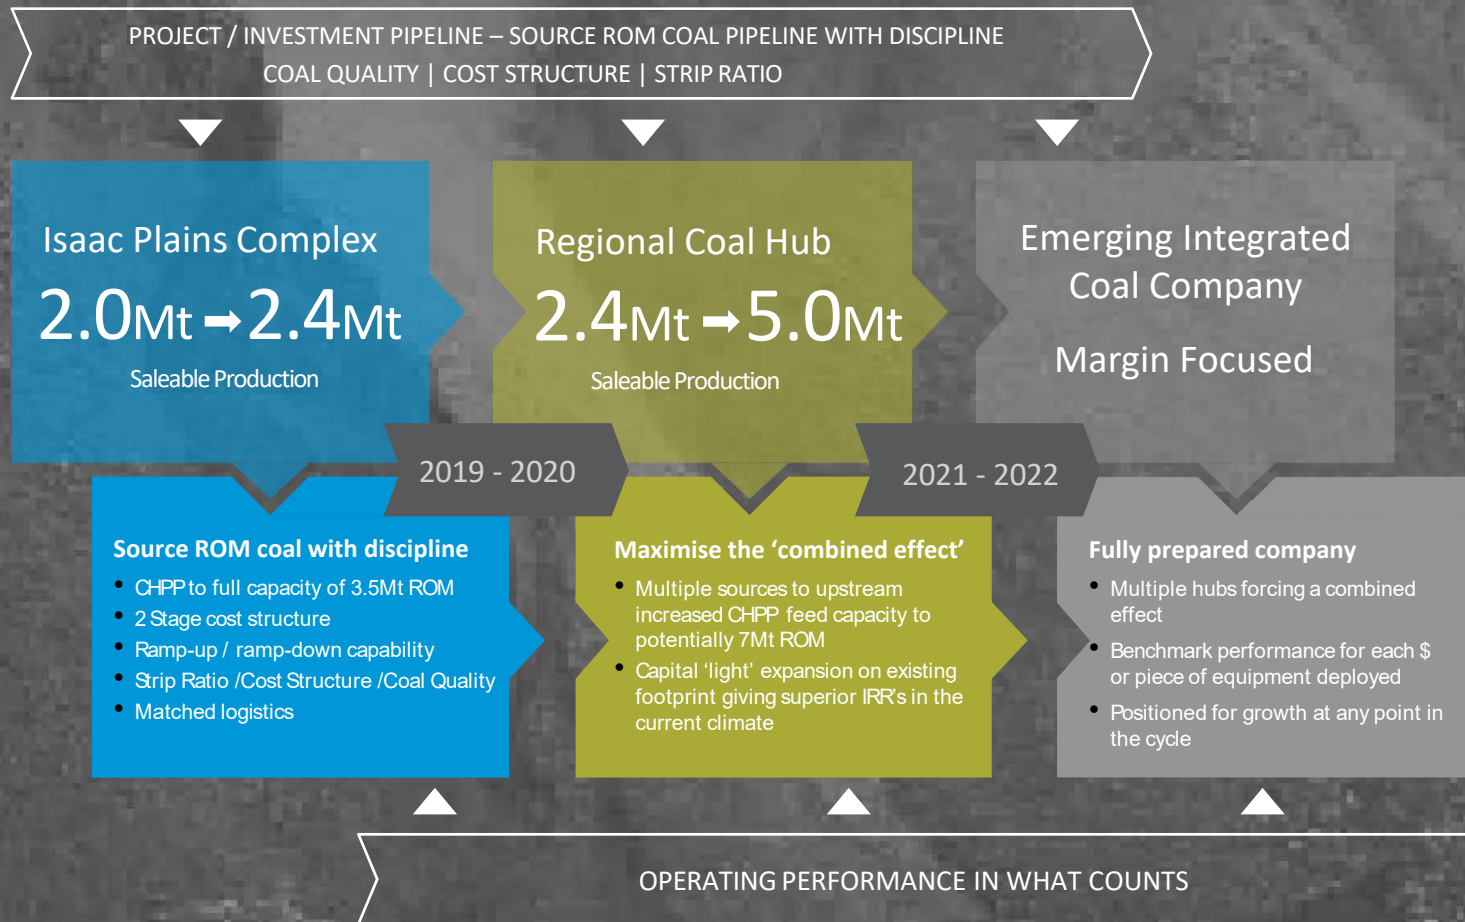 PROJECT / INVESTMENT PIPELINE – SOURCE ROM COAL PIPELINE WITH DISCIPLINE
COAL QUALITY | COST STRUCTURE | STRIP RATIO
Isaac Plains Complex
2.0Mt ➡ 2.4Mt
Saleable Production
Regional Coal Hub
2.4Mt ➡ 5.0Mt
Saleable Production
Emerging Integrated
Coal Company
Margin Focused
2019 - 2020
2021 - 2022
Source ROM coal with discipline
• CHPP to full capacity of 3.5Mt ROM
• 2 Stage cost structure
• Ramp-up / ramp-down capability
• Strip Ratio /Cost Structure /Coal Quality
• Matched logistics
Maximise the ‘combined effect’
• Multiple sources to upstream
increased CHPP feed capacity to
potentially 7Mt ROM
• Capital ‘light’ expansion on existing
footprint giving superior IRR’s in the
current climate
Fully prepared company
• Multiple hubs forcing a combined
effect
• Benchmark performance for each $
or piece of equipment deployed
• Positioned for growth at any point in
the cycle
OPERATING PERFORMANCE IN WHAT COUNTS